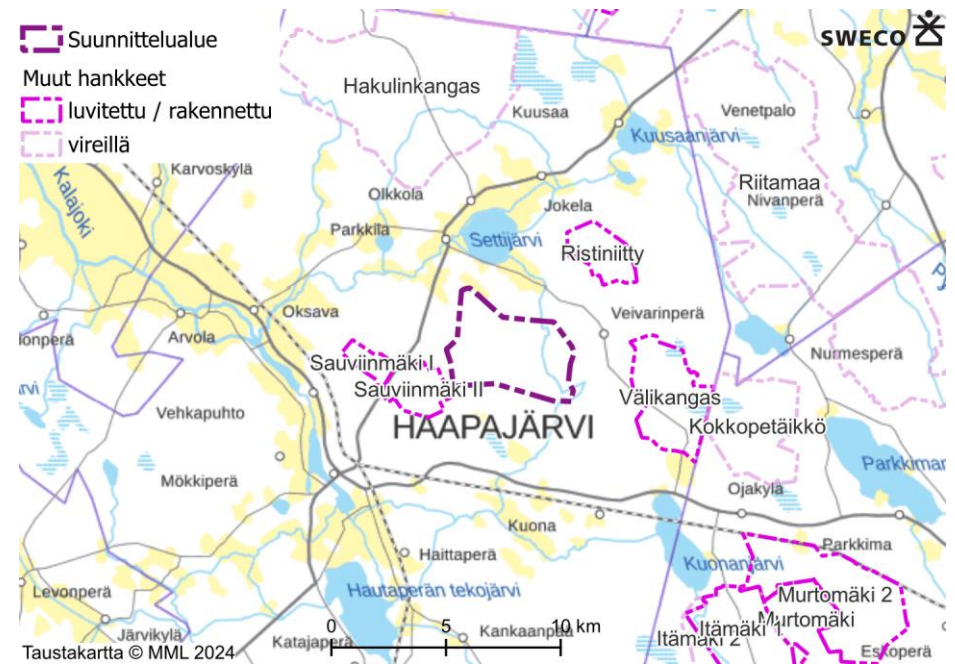 Suunnittelualue
Muut hankkeet
luvitettu / rakennettu
vireillä
SWECO
Hakulinkangas
Kuusaa
Venetpalo
Kuusaanjärvi
Karvoskylä
Kalajoki
Olkkola
Riitamaa
Nivanperä
Jokela
Parkkila
Settijärvi
Ristiniitty
Oksava
Veivarinperä
Arvola
Nurmesperä
Sauviinmäki I
Sauviinmäki II
Välikangas
Vehkapuhto
HAAPAJÄRVI
Kokkopetäikkö
Mökkiperä
Ojakylä
Kuona
Haittaperä
Parkkima
Kuonanjärvi
Levonperä
Hautaperän tekojärvi
Murtomäki 2
Murtomäki
Itämäki 1
Itämäki 2
Järvikylä
Katajaperä
Kankaanpää
Eskoperä
0 5 10 km
Taustakartta © MML 2024